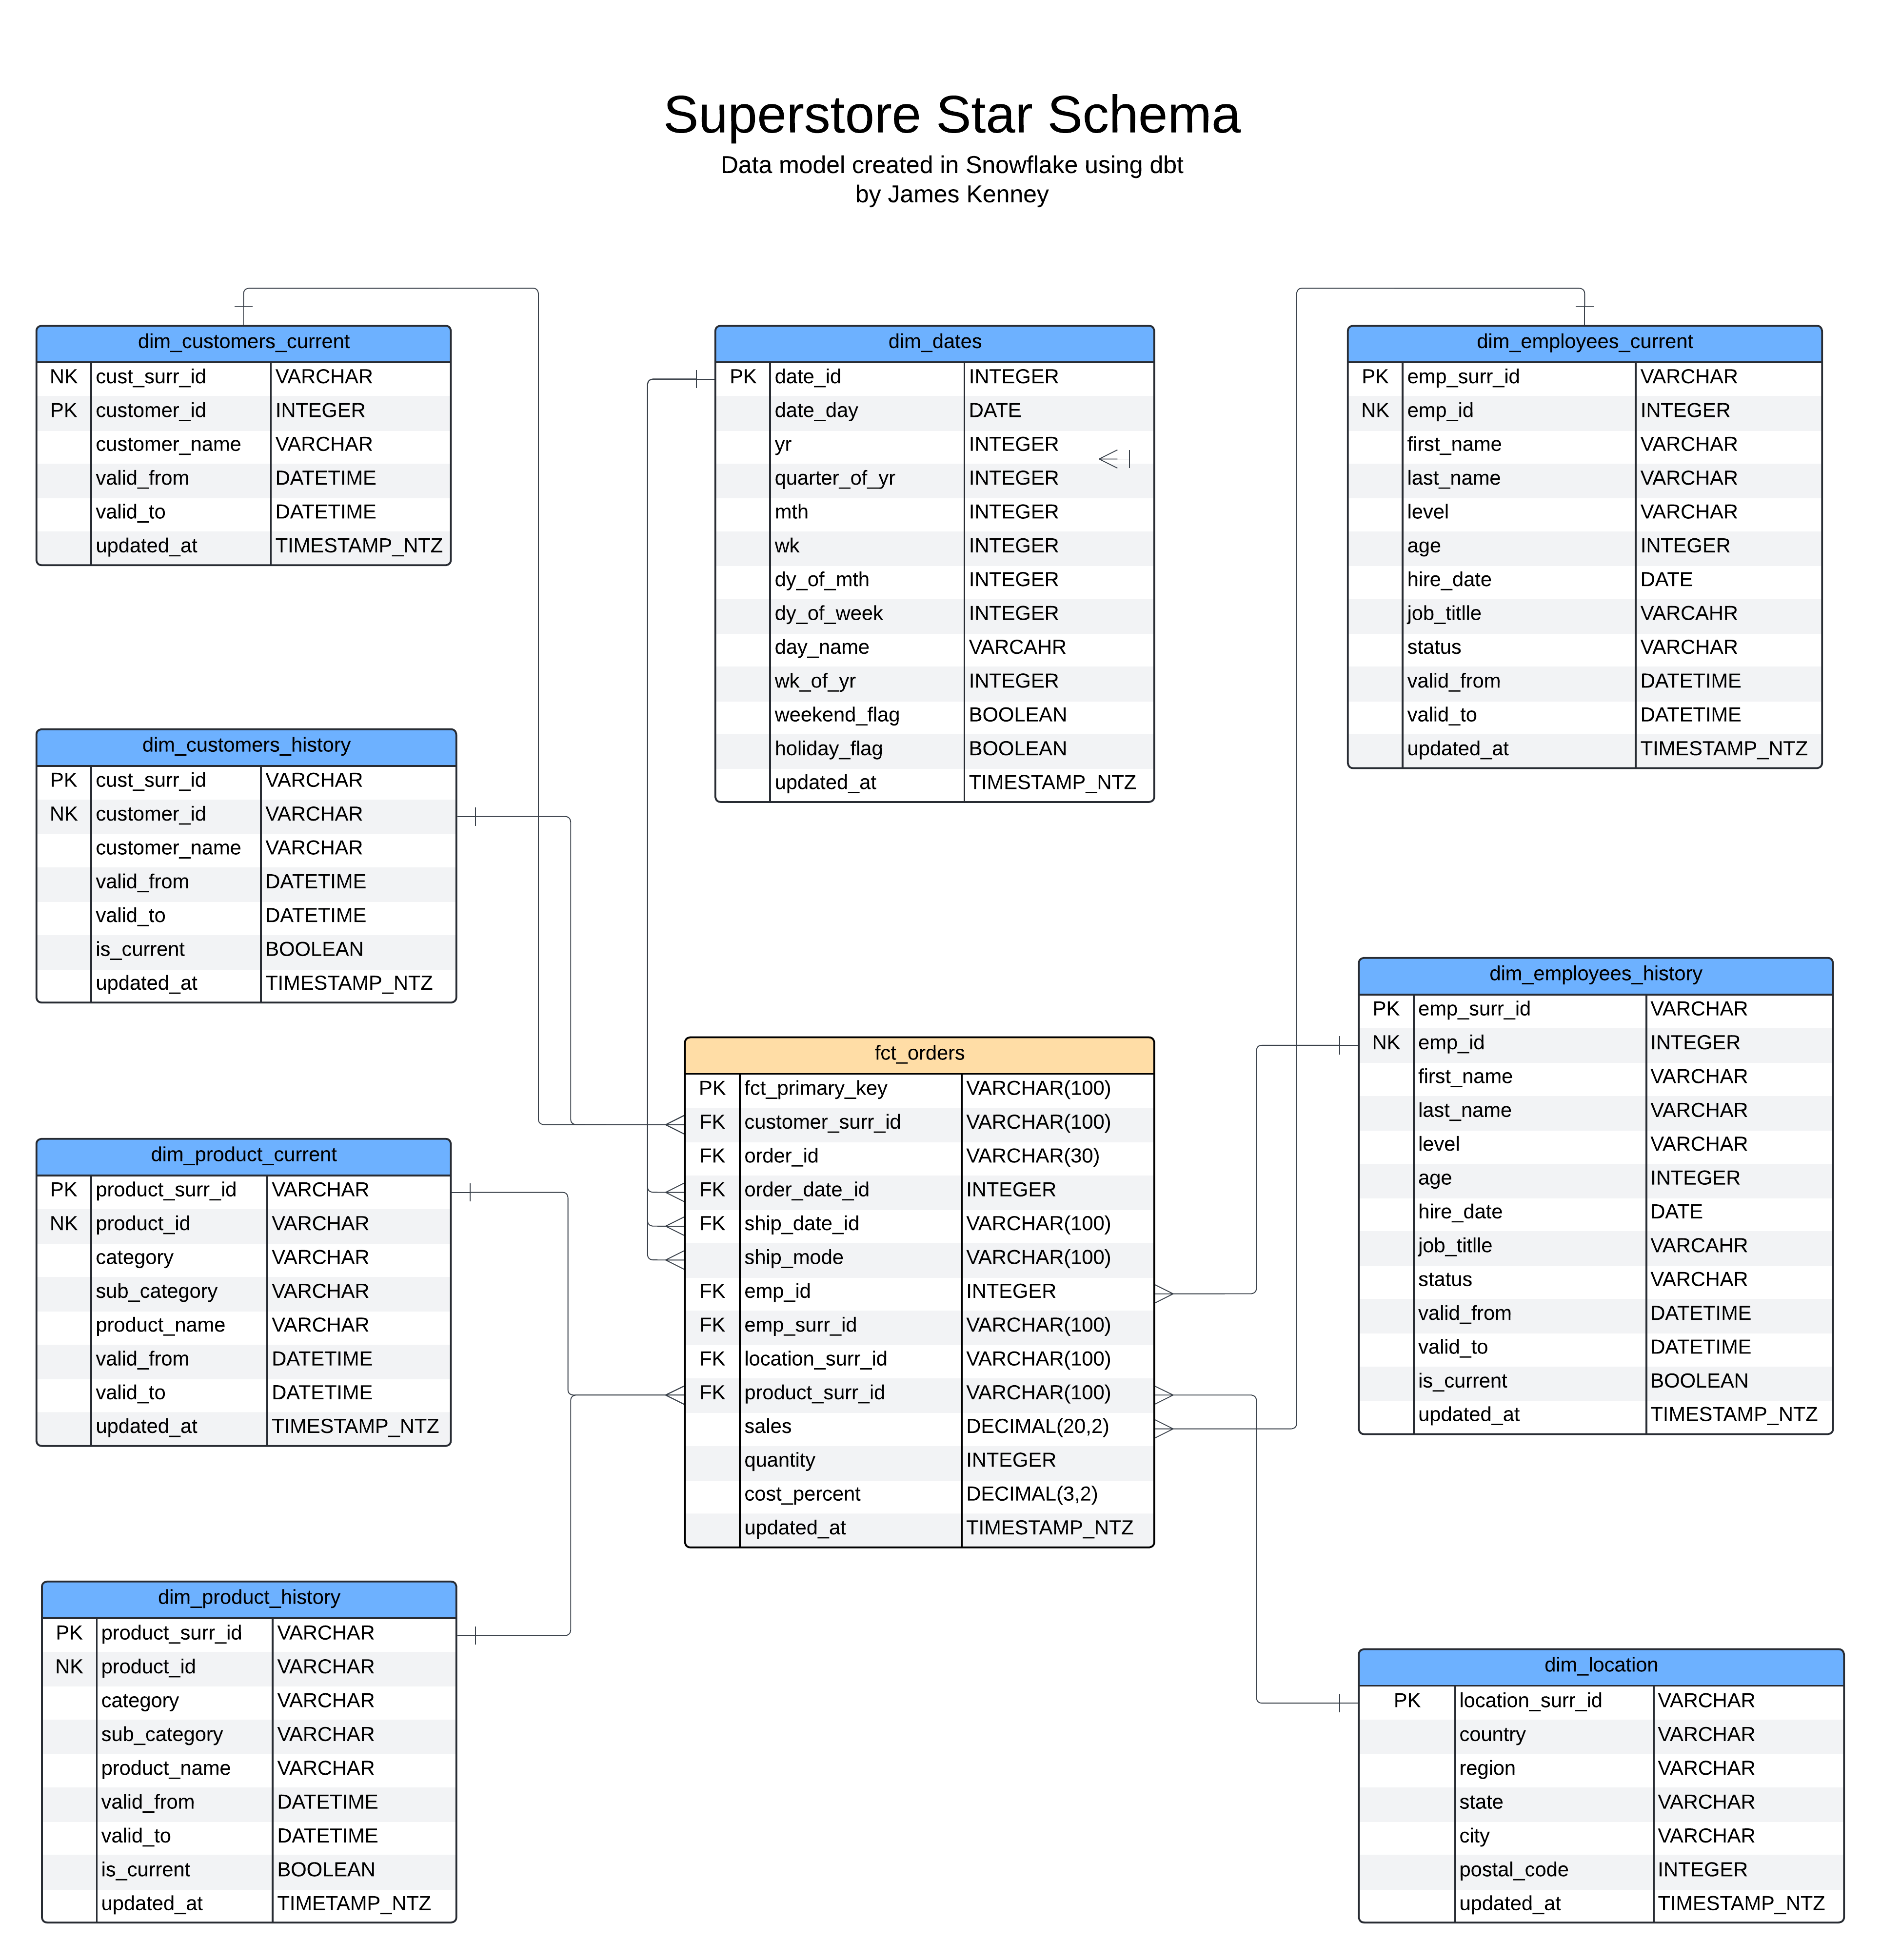 Superstore Star Schema
Data model created in Snowflake using dbt
by James Kenney
dim_customers_current
NK cust_surr_id VARCHAR
PK customer_id INTEGER
customer_name VARCHAR
valid_from DATETIME
valid_to DATETIME
updated_at TIMESTAMP_NTZ
dim_dates
PK date_id INTEGER
date_day DATE
yr INTEGER
quarter_of_yr INTEGER
mth INTEGER
wk INTEGER
dy_of_mth INTEGER
dy_of_week INTEGER
day_name VARCAHR
wk_of_yr INTEGER
weekend_flag BOOLEAN
holiday_flag BOOLEAN
updated_at TIMESTAMP_NTZ
dim_employees_current
PK emp_surr_id VARCHAR
NK emp_id INTEGER
first_name VARCHAR
last_name VARCHAR
level VARCHAR
age INTEGER
hire_date DATE
job_titlle VARCAHR
status VARCHAR
valid_from DATETIME
valid_to DATETIME
updated_at TIMESTAMP_NTZ
dim_customers_history
PK cust_surr_id VARCHAR
NK customer_id VARCHAR
customer_name VARCHAR
valid_from DATETIME
valid_to DATETIME
is_current BOOLEAN
updated_at TIMESTAMP_NTZ
dim_employees_history
PK emp_surr_id VARCHAR
NK emp_id INTEGER
first_name VARCHAR
last_name VARCHAR
level VARCHAR
age INTEGER
hire_date DATE
job_titlle VARCAHR
status VARCHAR
valid_from DATETIME
valid_to DATETIME
is_current BOOLEAN
updated_at TIMESTAMP_NTZ
fct_orders
PK fct_primary_key VARCHAR(100)
FK customer_surr_id VARCHAR(100)
FK order_id VARCHAR(30)
FK order_date_id INTEGER
FK ship_date_id VARCHAR(100)
ship_mode VARCHAR(100)
FK emp_id INTEGER
FK emp_surr_id VARCHAR(100)
FK location_surr_id VARCHAR(100)
FK product_surr_id VARCHAR(100)
sales DECIMAL(20,2)
quantity INTEGER
cost_percent DECIMAL(3,2)
updated_at TIMESTAMP_NTZ
dim_product_current
PK product_surr_id VARCHAR
NK product_id VARCHAR
category VARCHAR
sub_category VARCHAR
product_name VARCHAR
valid_from DATETIME
valid_to DATETIME
updated_at TIMESTAMP_NTZ
dim_product_history
PK product_surr_id VARCHAR
NK product_id VARCHAR
category VARCHAR
sub_category VARCHAR
product_name VARCHAR
valid_from DATETIME
valid_to DATETIME
is_current BOOLEAN
updated_at TIMETAMP_NTZ
dim_location
PK location_surr_id VARCHAR
country VARCHAR
region VARCHAR
state VARCHAR
city VARCHAR
postal_code INTEGER
updated_at TIMESTAMP_NTZ